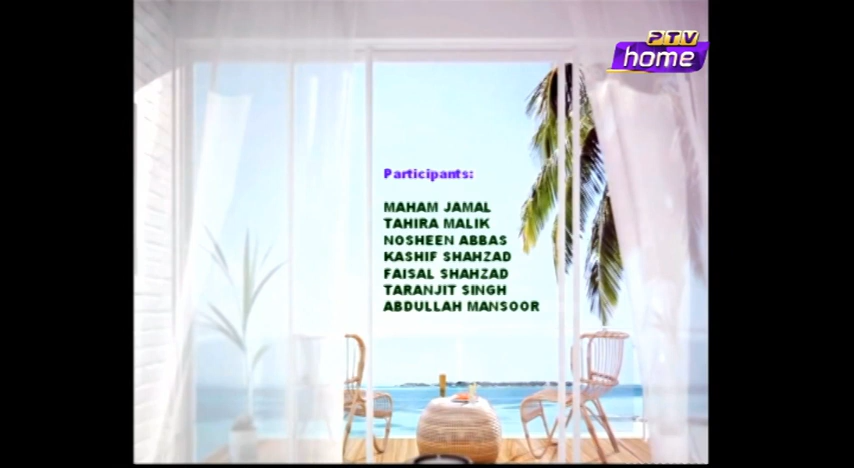 PTV
home
Participants:
MAHAM JAMAL
TAHIRA MALIK
NOSHEEN ABBAS
KASHIF SHAHZAD
FAISAL SHAHZAD
TARANJIT SINGH
ABDULLAH MANSOOR